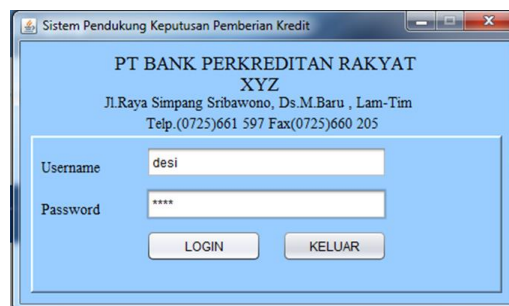 Sistem Pendukung Keputusan Pemberian Kredit
PT BANK PERKREDITAN RAKYAT
XYZ
Jl.Raya Simpang Sribawono, Ds.M.Baru , Lam-Tim
Telp.(0725)661 597 Fax(0725)660 205
Username desi
Password ****
LOGIN KELUAR